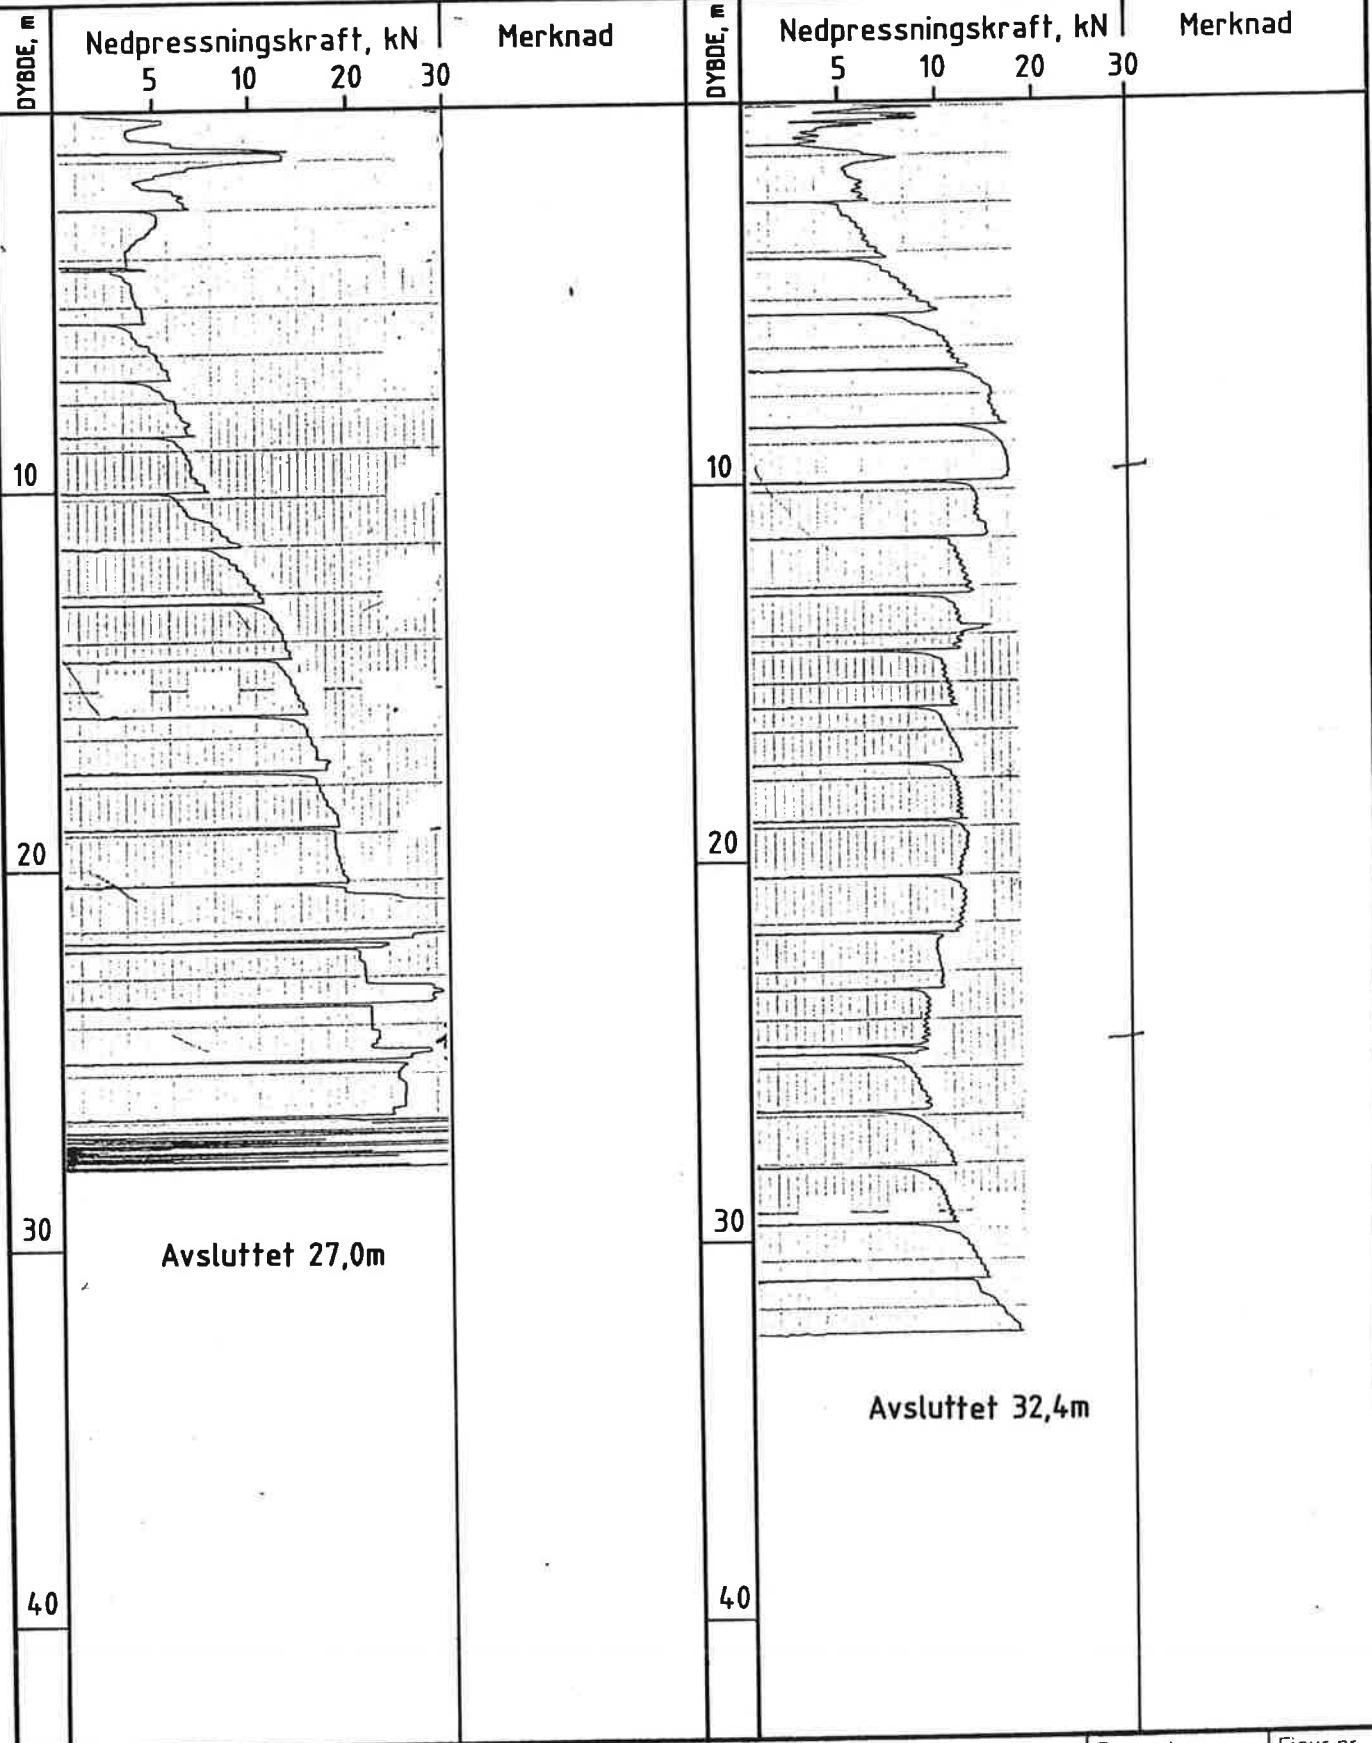 DYBDE, m
Nedpressningskraft, kN
Merknad
5 10 20 30
10
20
30
40
Avsluttet 27,0m
DYBDE, m
Nedpressningskraft, kN
Merknad
5 10 20 30
10
20
30
40
Avsluttet 32,4m